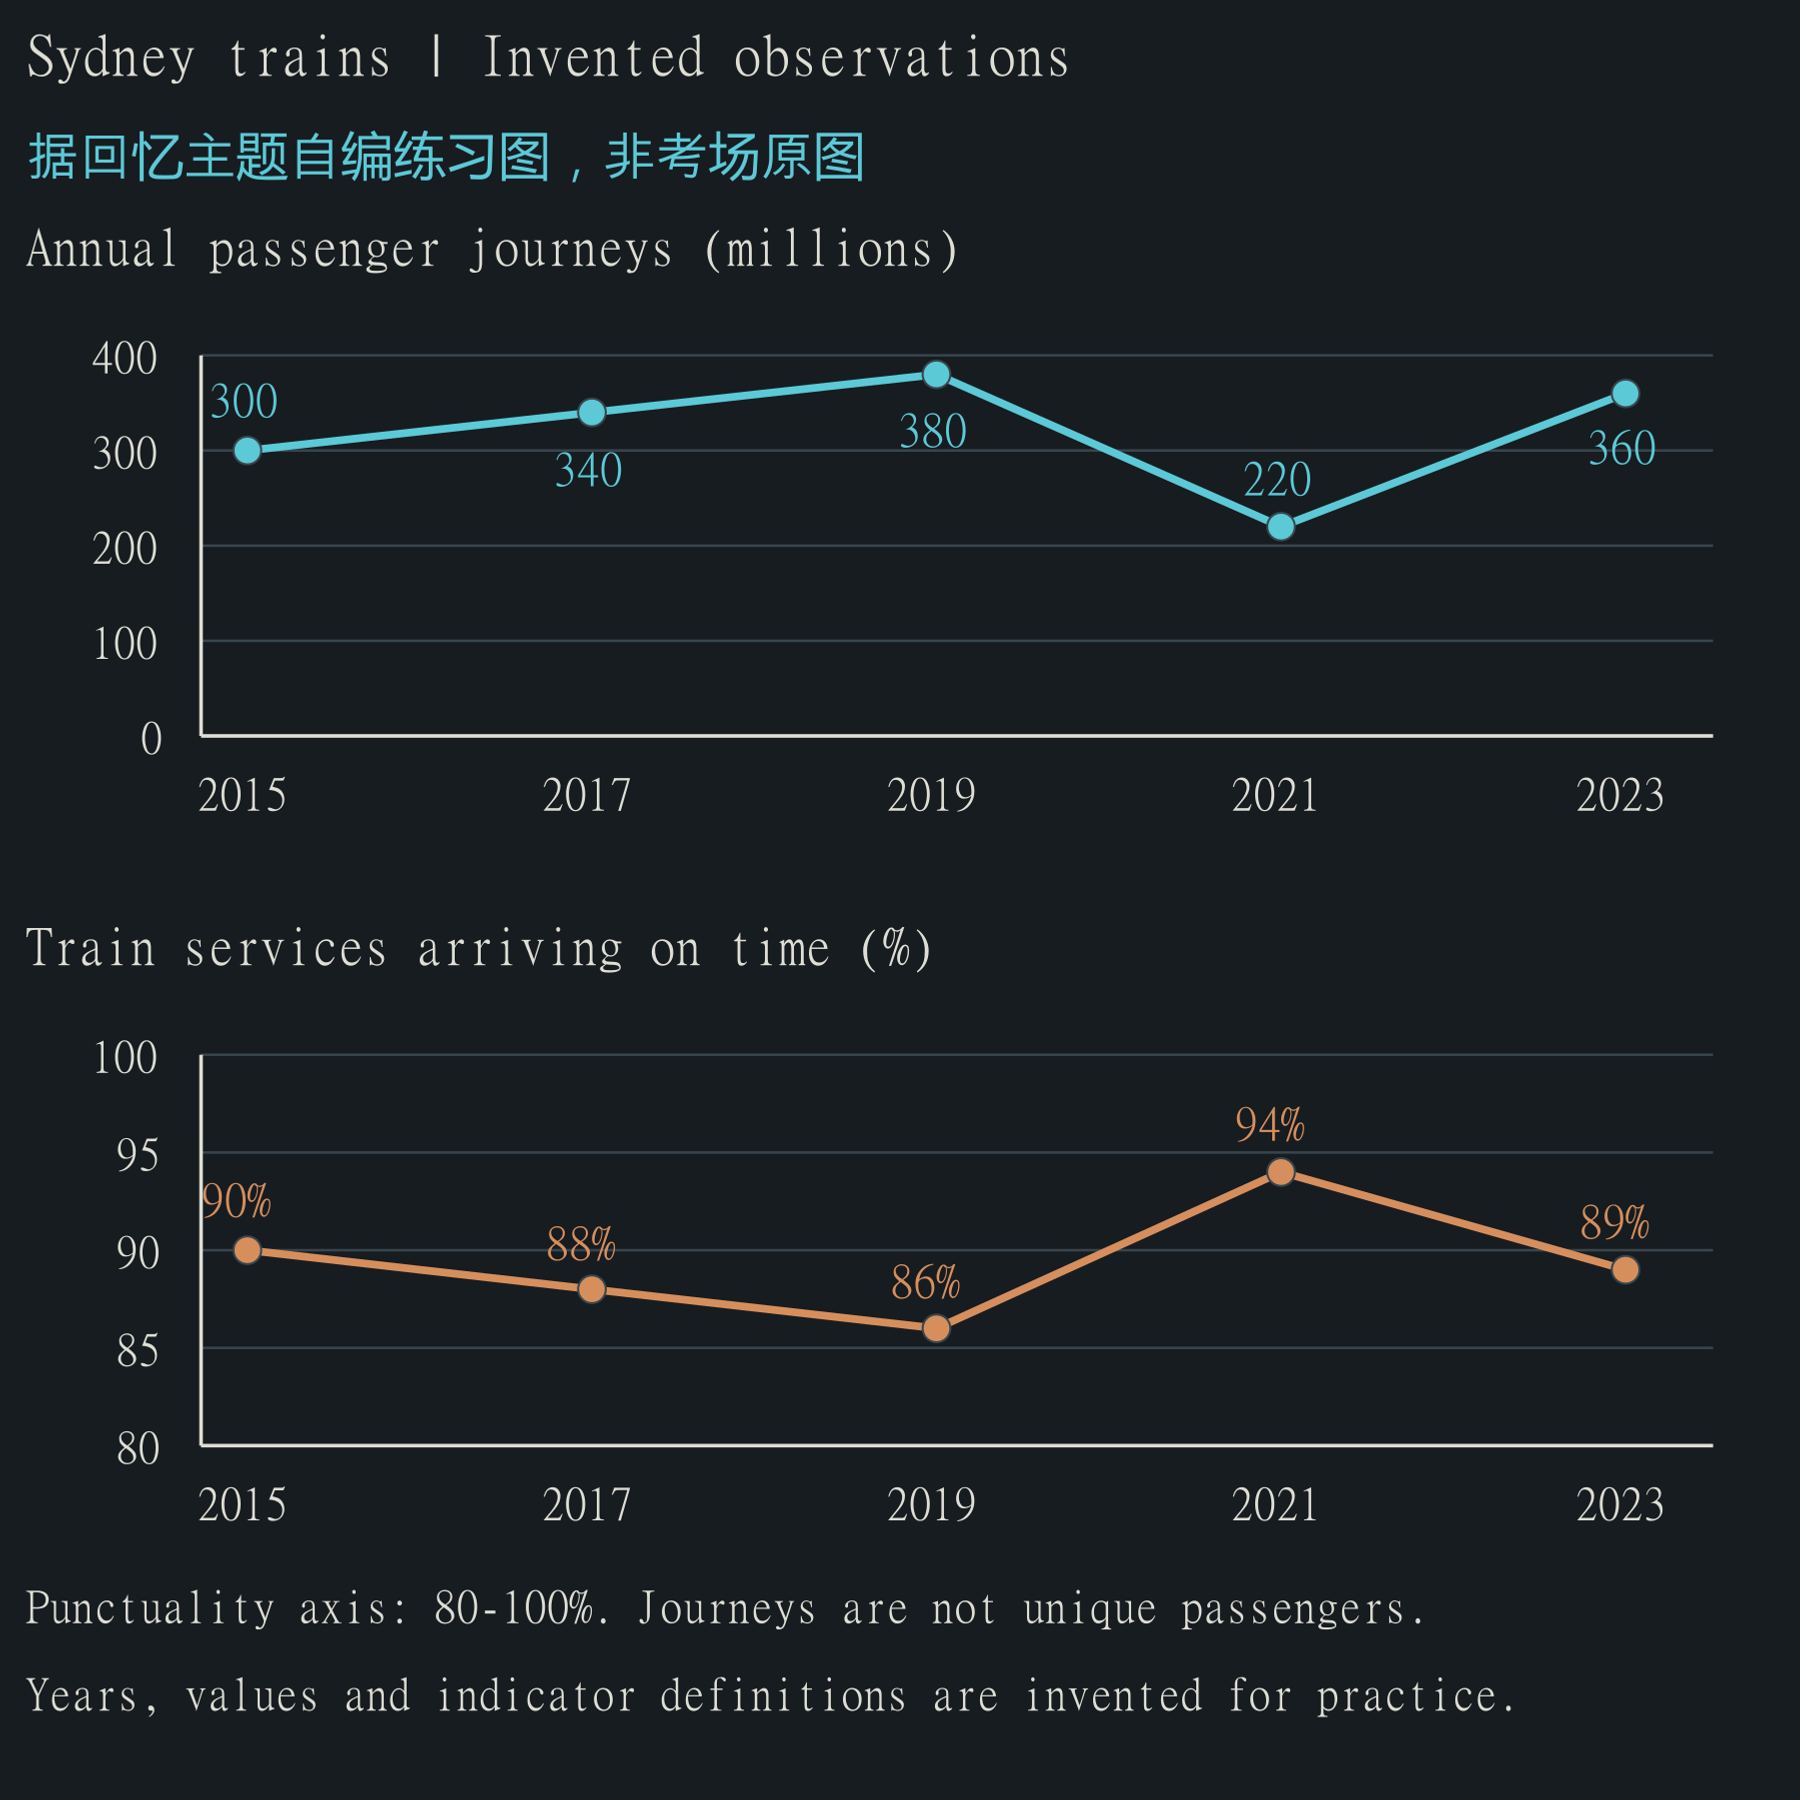 Sydney trains | Invented observations
据回忆主题自编练习图，非考场原图
Annual passenger journeys (millions)
400
300
200
100
0
300
340
380
220
360
2015 2017 2019 2021 2023
Train services arriving on time (%)
100
95
90
85
80
90%
88%
86%
94%
89%
2015 2017 2019 2021 2023
Punctuality axis: 80-100%. Journeys are not unique passengers.
Years, values and indicator definitions are invented for practice.